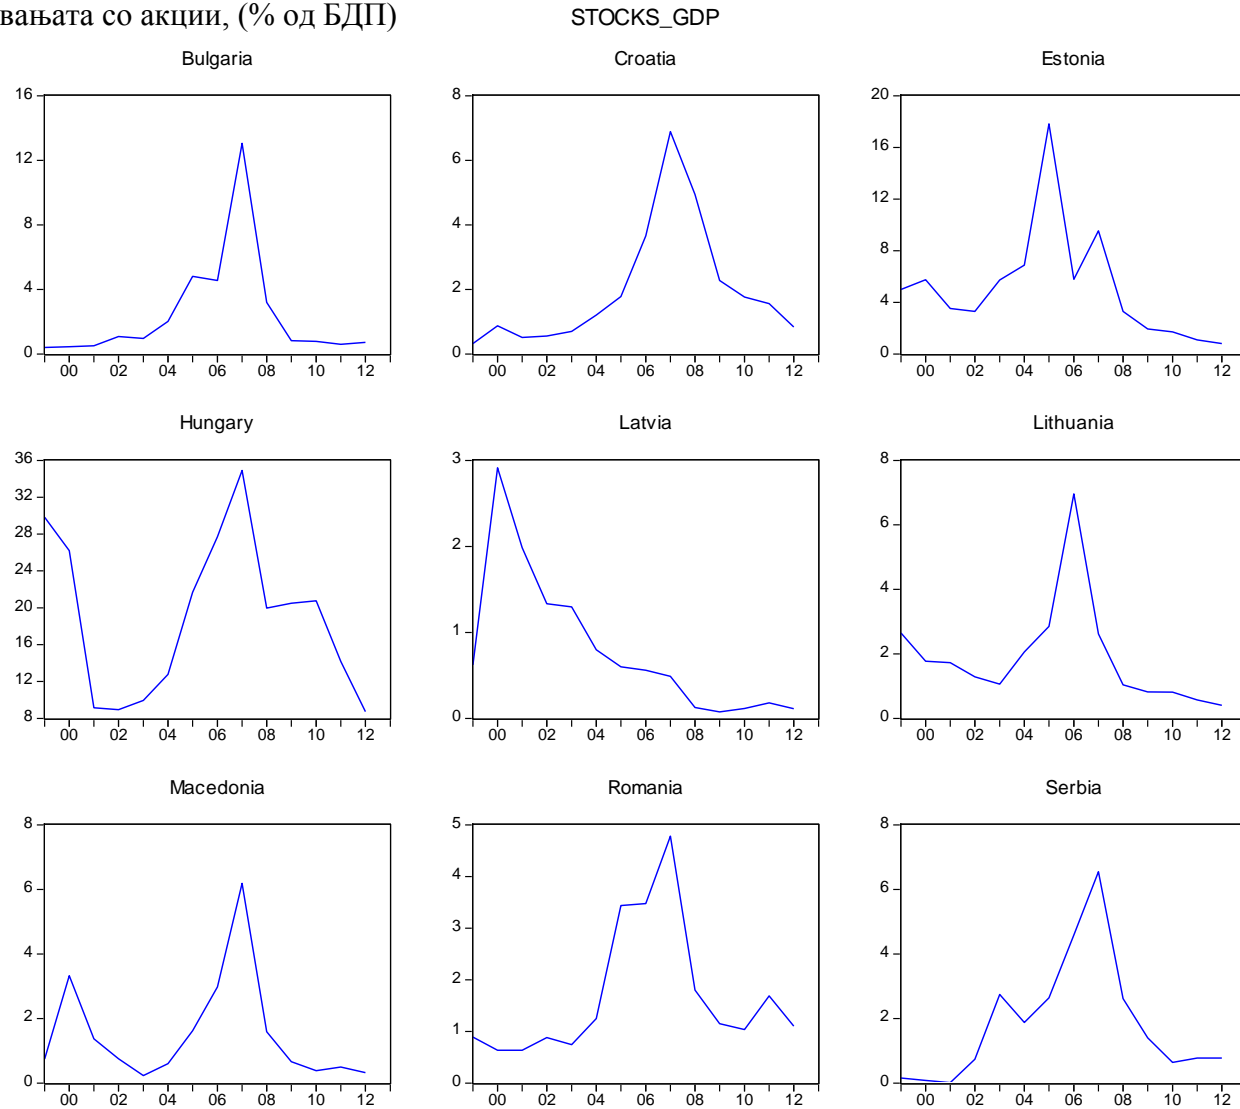 вањата со акции, (% од БДП)
STOCKS_GDP
Bulgaria
16
12
8
4
0
00 02 04 06 08 10 12
Croatia
8
6
4
2
0
00 02 04 06 08 10 12
Estonia
20
16
12
8
4
0
00 02 04 06 08 10 12
Hungary
36
32
28
24
20
16
12
8
00 02 04 06 08 10 12
Latvia
3
2
1
0
00 02 04 06 08 10 12
Lithuania
8
6
4
2
0
00 02 04 06 08 10 12
Macedonia
8
6
4
2
0
00 02 04 06 08 10 12
Romania
5
4
3
2
1
0
00 02 04 06 08 10 12
Serbia
8
6
4
2
0
00 02 04 06 08 10 12